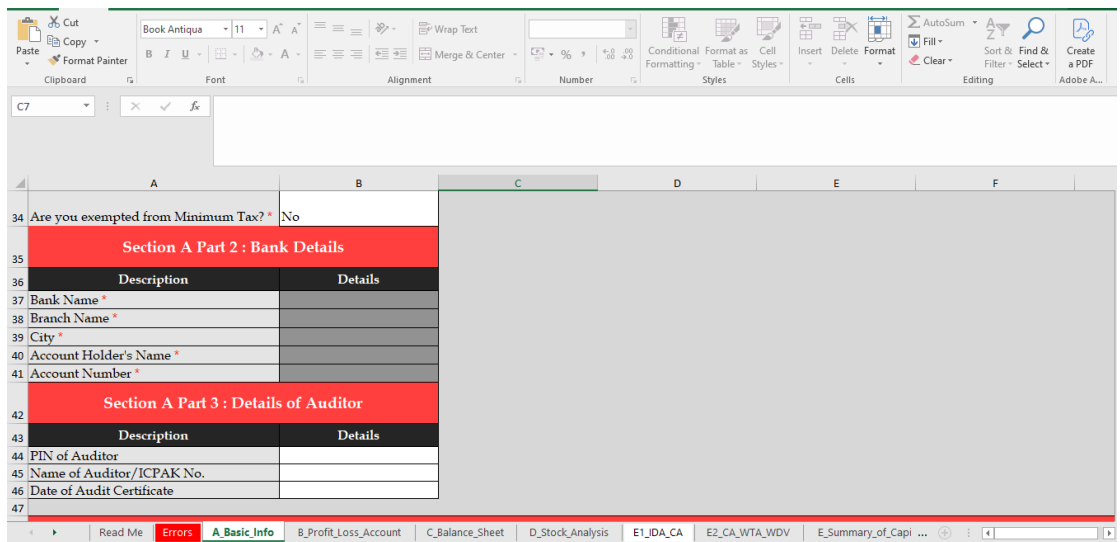 Cut
Copy
Format Painter
Paste
Clipboard
Book Antiqua 11 A A
B I U A
Font
Wrap Text
Merge & Center
Alignment
% , .0 .00 .00 .0
Number
Conditional Formatting
Format as Table
Cell Styles
Styles
Insert Delete Format
Cells
AutoSum
Fill
Clear
Sort & Filter
Find & Select
Editing
Create a PDF
Adobe A...
C7 fx
A B C D E F
34 Are you exempted from Minimum Tax? * No
35 Section A Part 2 : Bank Details
36 Description Details
37 Bank Name *
38 Branch Name *
39 City *
40 Account Holder's Name *
41 Account Number *
42 Section A Part 3 : Details of Auditor
43 Description Details
44 PIN of Auditor
45 Name of Auditor/ICPAK No.
46 Date of Audit Certificate
47
Read Me Errors A_Basic_Info B_Profit_Loss_Account C_Balance_Sheet D_Stock_Analysis E1_IDA_CA E2_CA_WTA_WDV E_Summary_of_Capi ...